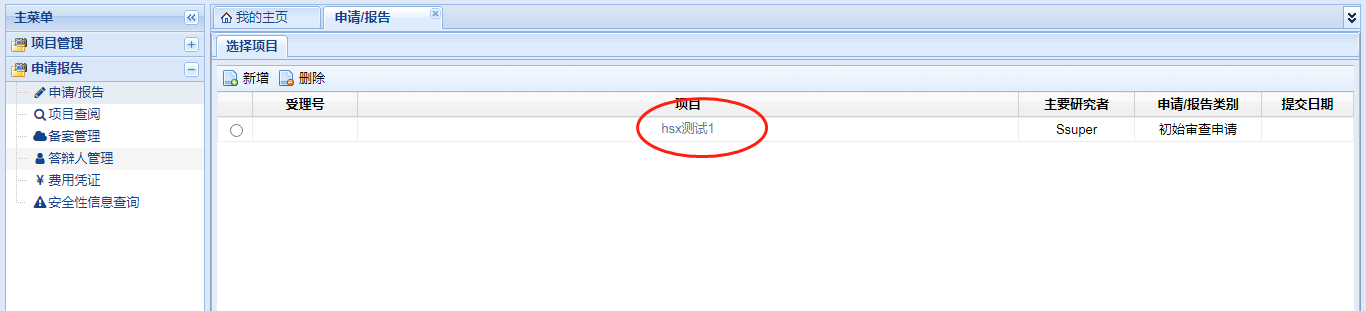 主菜单
项目管理
申请报告
申请/报告
项目查阅
备案管理
答辩人管理
费用凭证
安全性信息查询
我的主页 申请/报告
选择项目
新增 删除
受理号 项目 主要研究者 申请/报告类别 提交日期
hsx测试1 Ssuper 初始审查申请